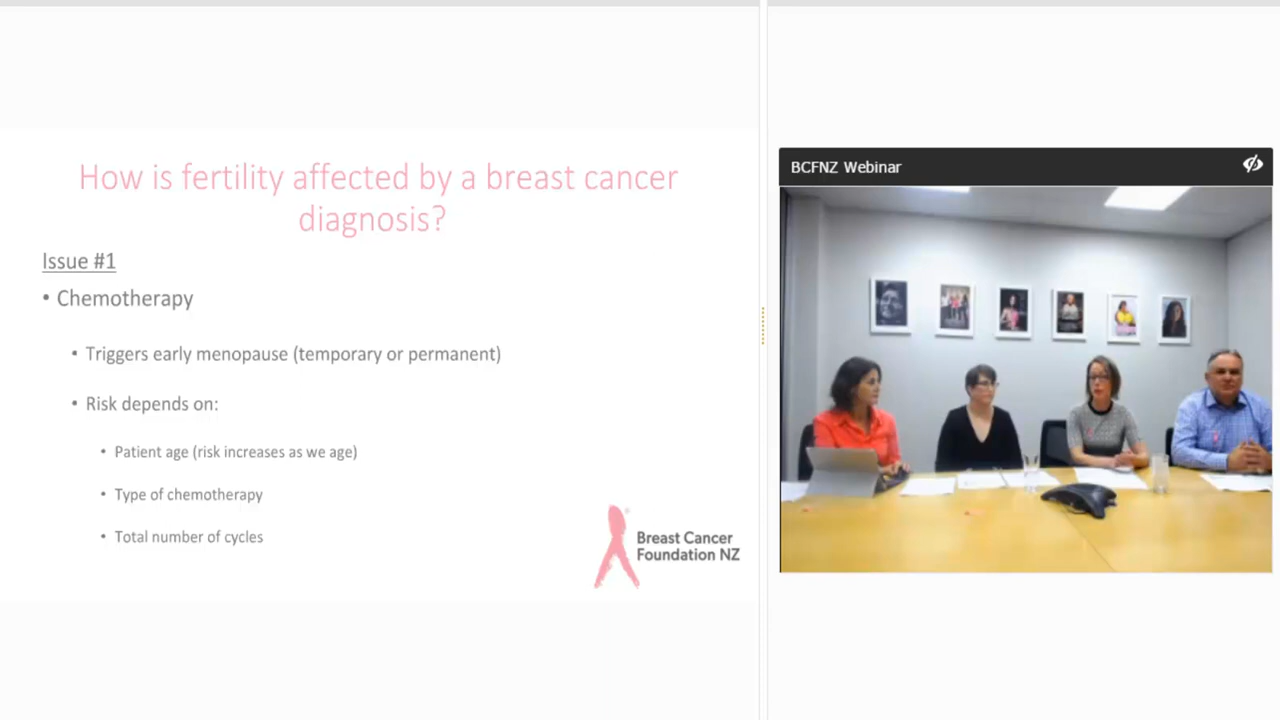 How is fertility affected by a breast cancer
diagnosis?
Issue #1
• Chemotherapy
• Triggers early menopause (temporary or permanent)
• Risk depends on:
• Patient age (risk increases as we age)
• Type of chemotherapy
• Total number of cycles
Breast Cancer
Foundation NZ
BCFNZ Webinar